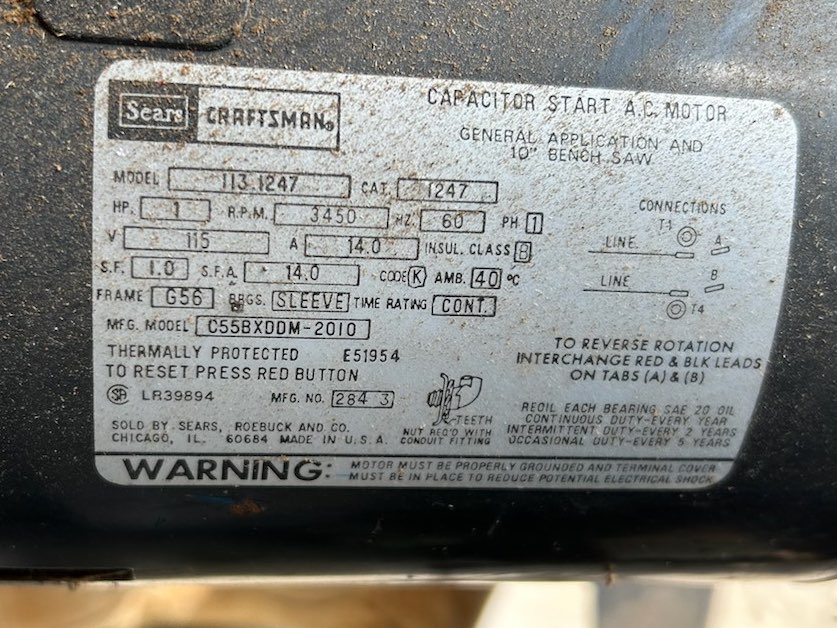 Sears CRAFTSMAN®
CAPACITOR START A.C. MOTOR
GENERAL APPLICATION AND
10" BENCH SAW
MODEL 113.1247 CAT. 1247
HP. 1 R.P.M. 3450 HZ. 60 PH 1
V 115 A 14.0 INSUL. CLASS B
S.F. 1.0 S.F.A. 14.0 CODE K AMB. 40 °C
FRAME G56 BRGS. SLEEVE TIME RATING CONT.
MFG. MODEL C55BXDDM-2010
THERMALLY PROTECTED E51954
TO RESET PRESS RED BUTTON
LR39894 MFG. NO. 284 3
SOLD BY SEARS, ROEBUCK AND CO.
CHICAGO, IL. 60684 MADE IN U.S.A.
TEETH
NUT REQ'D WITH
CONDUIT FITTING
CONNECTIONS
T1
LINE A
LINE B
T4
TO REVERSE ROTATION
INTERCHANGE RED & BLK LEADS
ON TABS (A) & (B)
REOIL EACH BEARING SAE 20 OIL
CONTINUOUS DUTY-EVERY YEAR
INTERMITTENT DUTY-EVERY 2 YEARS
OCCASIONAL DUTY-EVERY 5 YEARS
WARNING: MOTOR MUST BE PROPERLY GROUNDED AND TERMINAL COVER
MUST BE IN PLACE TO REDUCE POTENTIAL ELECTRICAL SHOCK.